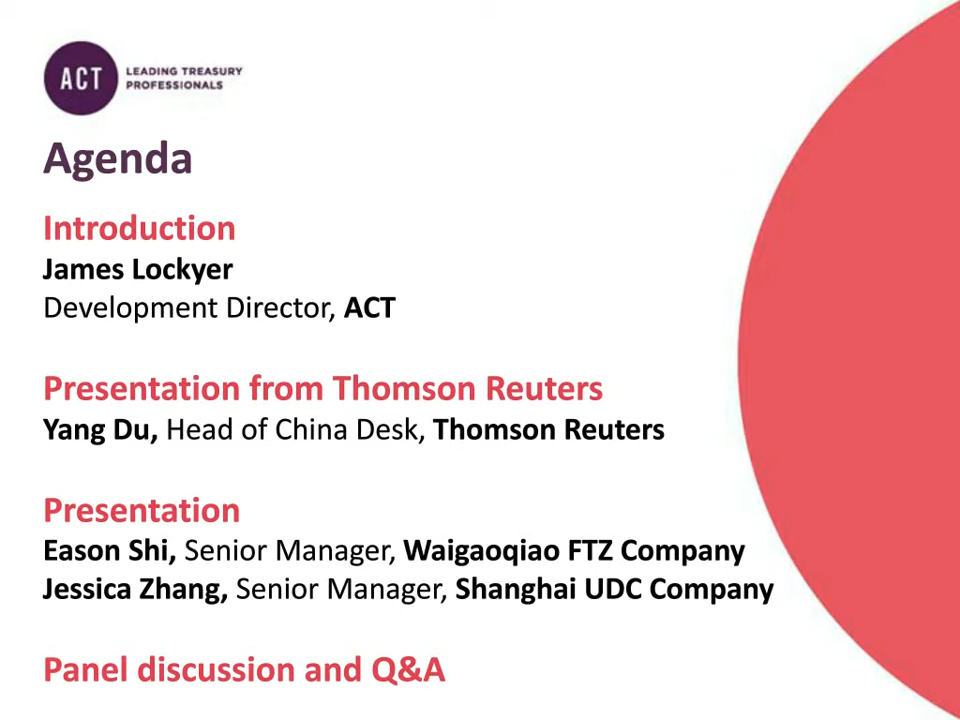 ACT
LEADING TREASURY
PROFESSIONALS
Agenda
Introduction
James Lockyer
Development Director, ACT
Presentation from Thomson Reuters
Yang Du, Head of China Desk, Thomson Reuters
Presentation
Eason Shi, Senior Manager, Waigaoqiao FTZ Company
Jessica Zhang, Senior Manager, Shanghai UDC Company
Panel discussion and Q&A